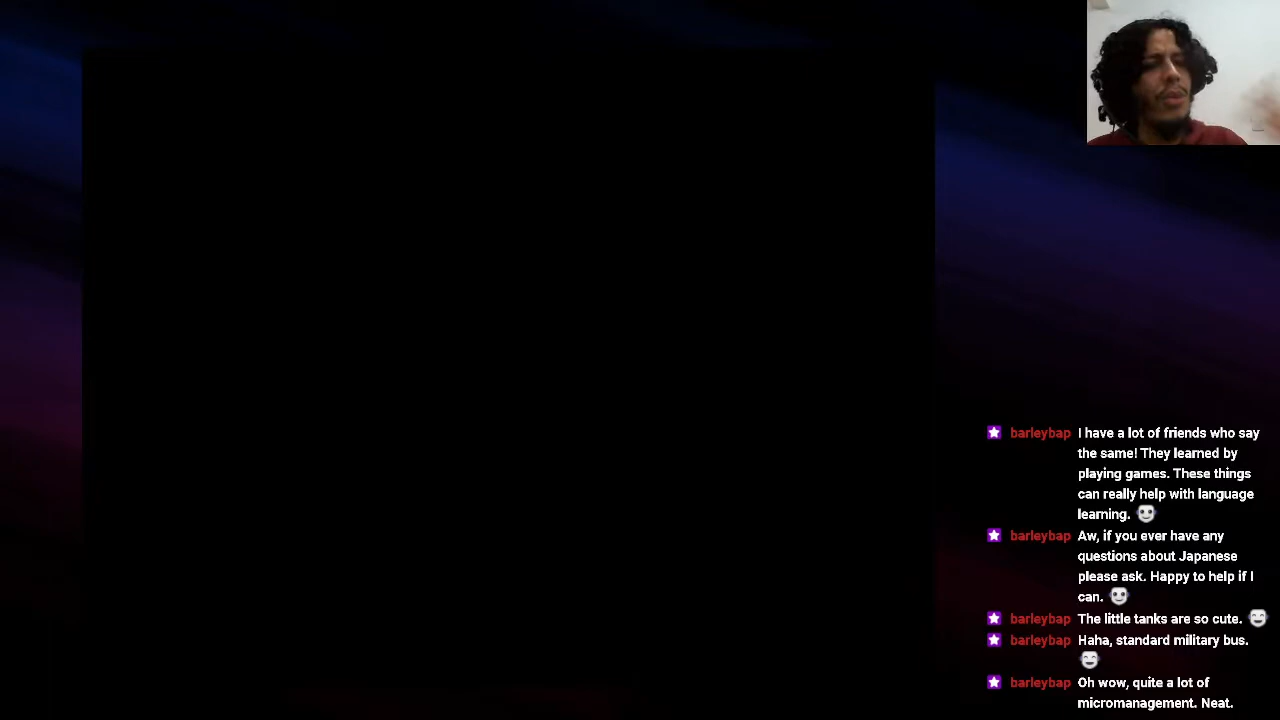 barleybap I have a lot of friends who say
the same! They learned by
playing games. These things
can really help with language
learning.
barleybap Aw, if you ever have any
questions about Japanese
please ask. Happy to help if I
can.
barleybap The little tanks are so cute.
barleybap Haha, standard military bus.
barleybap Oh wow, quite a lot of
micromanagement. Neat.